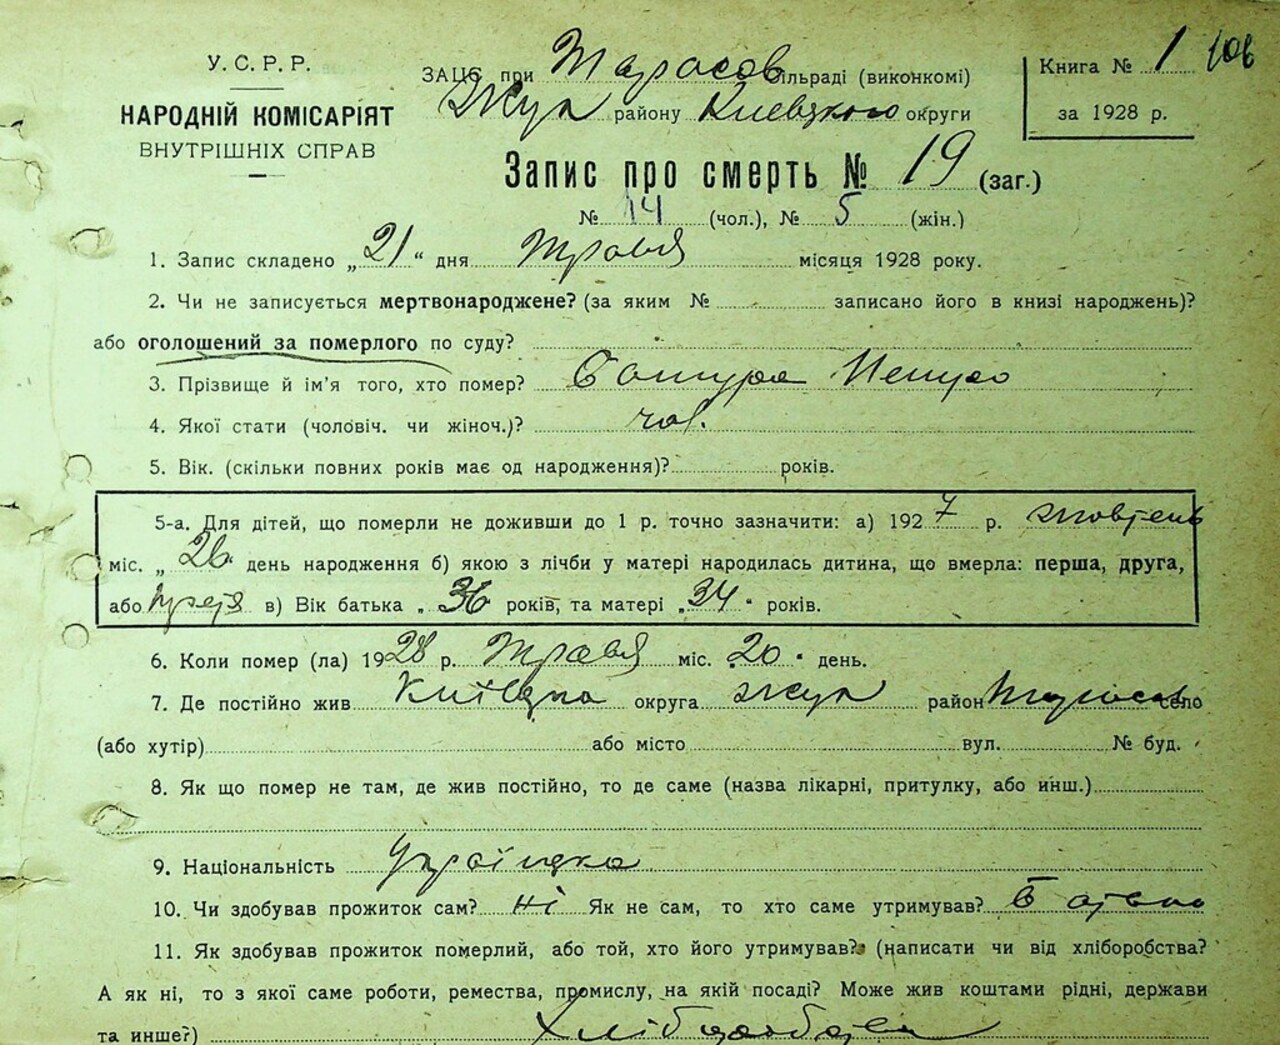 У. С. Р. Р.
НАРОДНІЙ КОМІСАРІЯТ
ВНУТРІШНІХ СПРАВ
ЗАЦС при Тарасов сільраді (виконкомі)
району Київського округи
Книга № 1 106
за 1928 р.
Запис про смерть № 19 (заг.)
№ 14 (чол.), № 5 (жін.)
1. Запис складено „21“ дня Травня місяця 1928 року.
2. Чи не записується мертвонароджене? (за яким № записано його в книзі народжень)?
або оголошений за померлого по суду?
3. Прізвище й ім'я того, хто помер?
4. Якої стати (чоловіч. чи жіноч.)? чол.
5. Вік. (скільки повних років має од народження)? років.
5-а. Для дітей, що померли не доживши до 1 р. точно зазначити: а) 1927 р. жовтень
міс. „26“ день народження б) якою з лічби у матері народилась дитина, що вмерла: перша, друга,
або третя в) Вік батька „36 років, та матері „34“ років.
6. Коли помер (ла) 1928 р. Травня міс. 20 день.
7. Де постійно жив Київська округа район село
(або хутір) або місто вул. № буд.
8. Як що помер не там, де жив постійно, то де саме (назва лікарні, притулку, або инш.)
9. Національність Українка
10. Чи здобував прожиток сам? ні Як не сам, то хто саме утримував? Батько
11. Як здобував прожиток померлий, або той, хто його утримував? (написати чи від хліборобства?
А як ні, то з якої саме роботи, ремества, промислу, на якій посаді? Може жив коштами рідні, держави
та инше?)